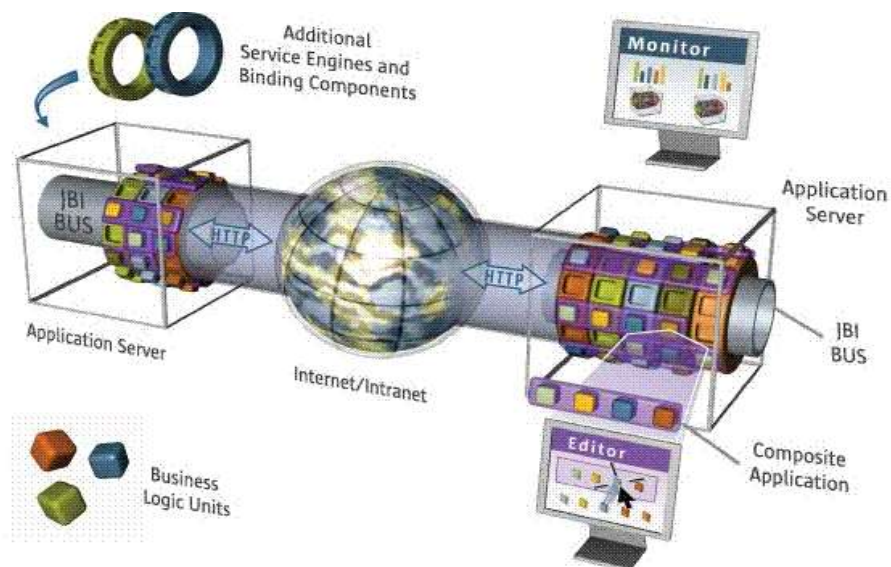 Additional
Service Engines and
Binding Components
Monitor
Application
Server
JBI
BUS
HTTP
HTTP
Application Server
Internet/Intranet
JBI
BUS
Business
Logic Units
Editor
Composite
Application